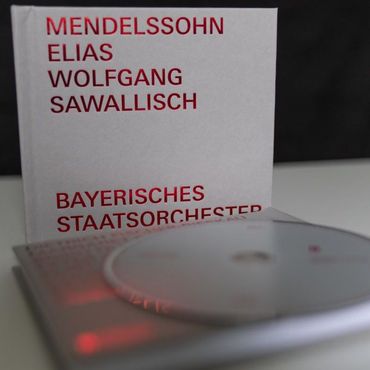 MENDELSSOHN
ELIAS
WOLFGANG
SAWALLISCH
BAYERISCHES
STAATSORCHESTER